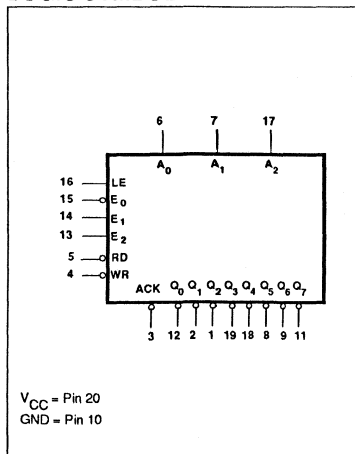 6 7 17
A0 A1 A2
16 LE
15 E0
14 E1
13 E2
5 RD
4 WR
ACK Q0 Q1 Q2 Q3 Q4 Q5 Q6 Q7
3 12 2 1 19 18 8 9 11
VCC = Pin 20
GND = Pin 10